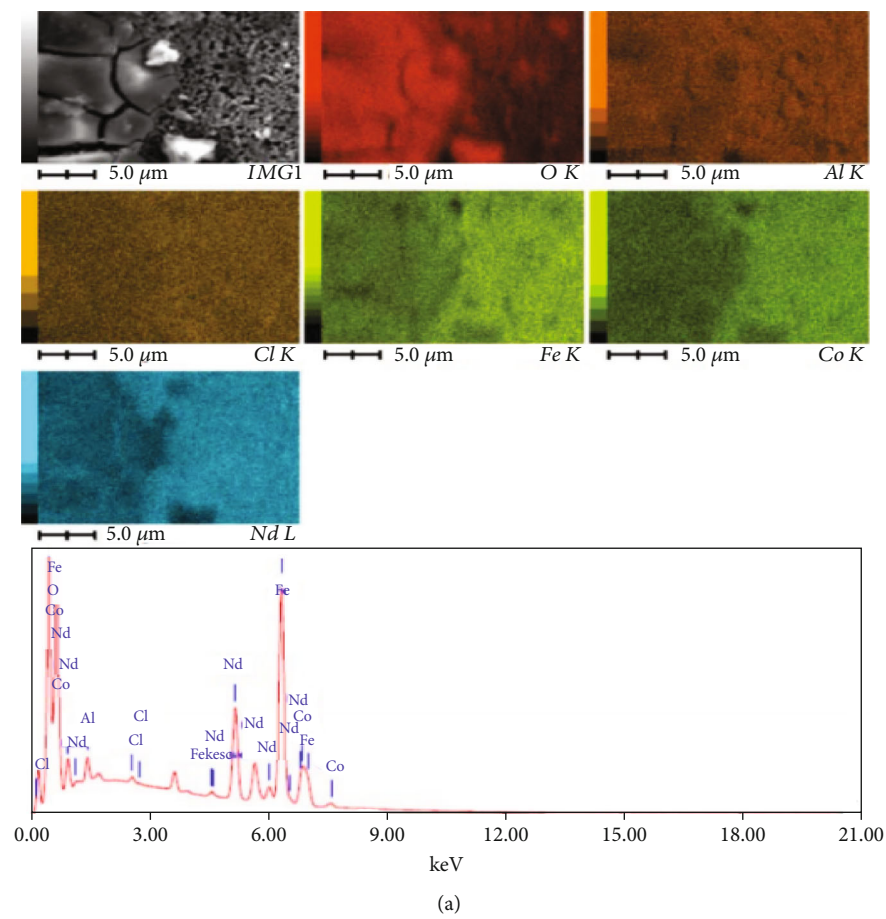 5.0 μm IMG1
5.0 μm O K
5.0 μm Al K
5.0 μm Cl K
5.0 μm Fe K
5.0 μm Co K
5.0 μm Nd L
Fe
O
Co
Nd
Nd
Co
Cl
Nd
Al
Cl
Cl
Nd
Fekesc
Nd
Nd
Nd
Fe
Nd
Nd
Co
Fe
Co
0.00 3.00 6.00 9.00 12.00 15.00 18.00 21.00
keV
(a)